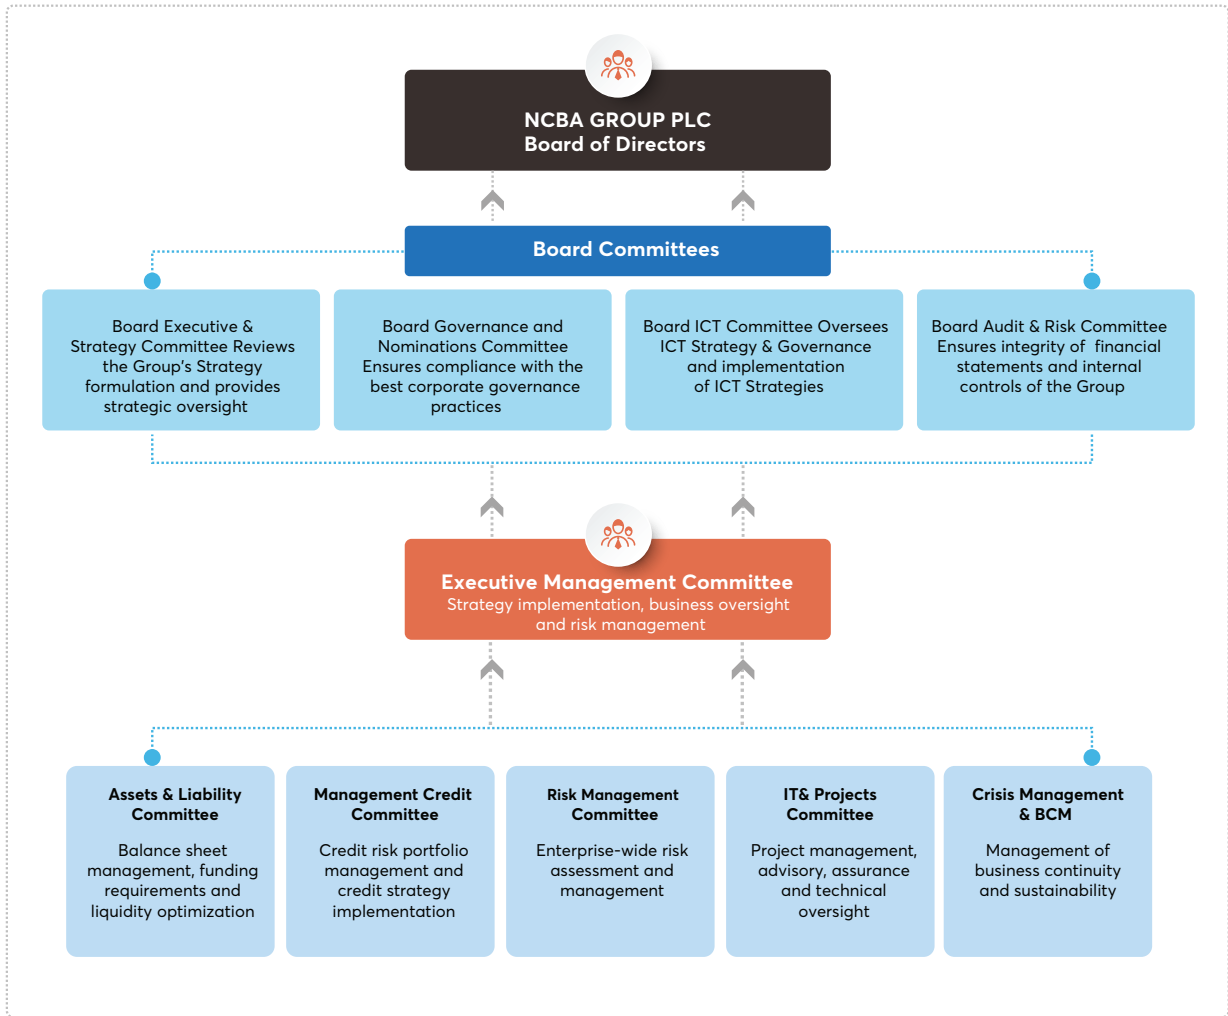 NCBA GROUP PLC
Board of Directors
Board Committees
Board Executive &
Strategy Committee Reviews
the Group's Strategy
formulation and provides
strategic oversight
Board Governance and
Nominations Committee
Ensures compliance with the
best corporate governance
practices
Board ICT Committee Oversees
ICT Strategy & Governance
and implementation
of ICT Strategies
Board Audit & Risk Committee
Ensures integrity of financial
statements and internal
controls of the Group
Executive Management Committee
Strategy implementation, business oversight
and risk management
Assets & Liability
Committee
Balance sheet
management, funding
requirements and
liquidity optimization
Management Credit
Committee
Credit risk portfolio
management and
credit strategy
implementation
Risk Management
Committee
Enterprise-wide risk
assessment and
management
IT& Projects
Committee
Project management,
advisory, assurance
and technical
oversight
Crisis Management
& BCM
Management of
business continuity
and sustainability